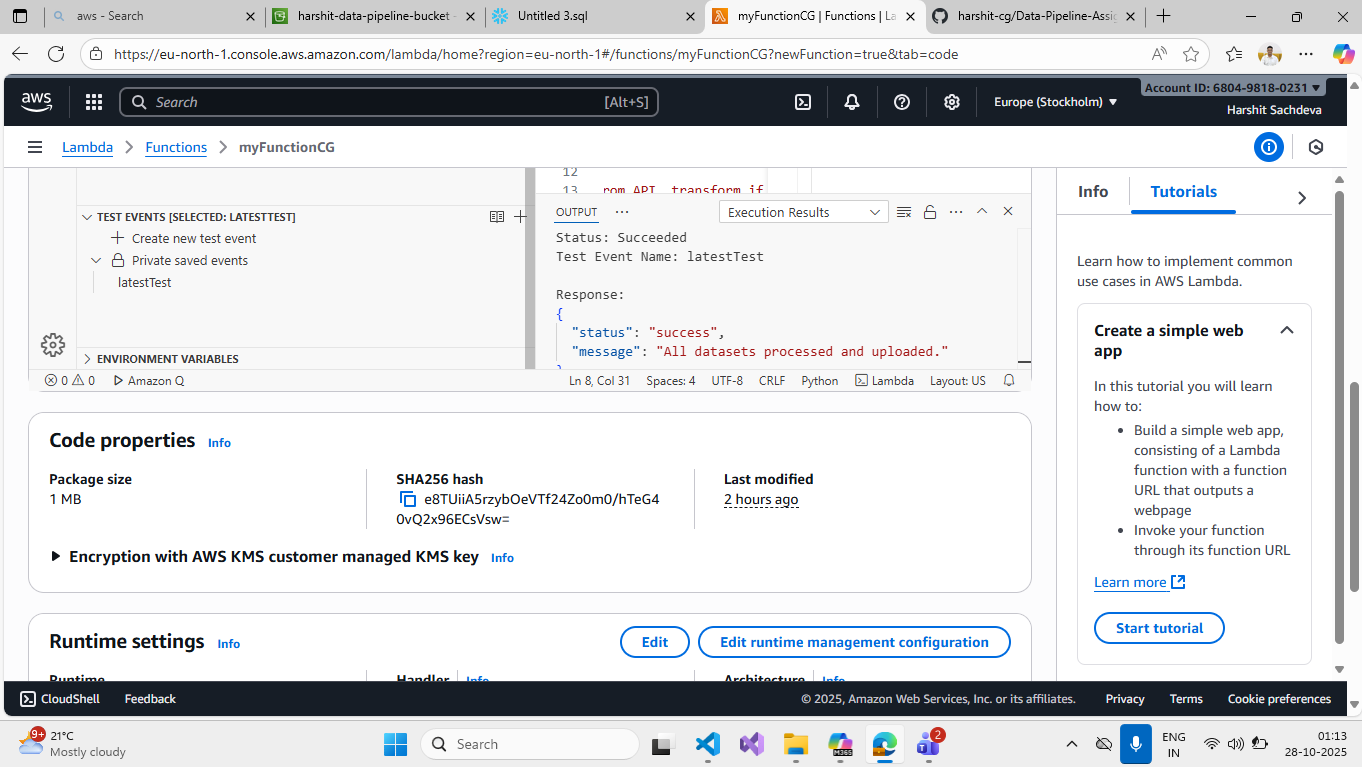 aws - Search
harshit-data-pipeline-bucket -
Untitled 3.sql
myFunctionCG | Functions | La
harshit-cg/Data-Pipeline-Assig
https://eu-north-1.console.aws.amazon.com/lambda/home?region=eu-north-1#/functions/myFunctionCG?newFunction=true&tab=code
aws
Search
[Alt+S]
Europe (Stockholm)
Account ID: 6804-9818-0231
Harshit Sachdeva
Lambda
Functions
myFunctionCG
TEST EVENTS [SELECTED: LATESTTEST]
Create new test event
Private saved events
latestTest
ENVIRONMENT VARIABLES
12
13 rom API, transform if
OUTPUT
Execution Results
Status: Succeeded
Test Event Name: latestTest
Response:
{
"status": "success",
"message": "All datasets processed and uploaded."
}
0 0 Amazon Q
Ln 8, Col 31 Spaces: 4 UTF-8 CRLF Python Lambda Layout: US
Code properties Info
Package size
1 MB
SHA256 hash
e8TUiiA5rzybOeVTf24Zo0m0/hTeG4
0vQ2x96ECsVsw=
Last modified
2 hours ago
Encryption with AWS KMS customer managed KMS key Info
Runtime settings Info
Edit
Edit runtime management configuration
Runtime
Handler Info
Architecture Info
Info
Tutorials
Learn how to implement common
use cases in AWS Lambda.
Create a simple web
app
In this tutorial you will learn
how to:
• Build a simple web app,
consisting of a Lambda
function with a function
URL that outputs a
webpage
• Invoke your function
through its function URL
Learn more
Start tutorial
CloudShell
Feedback
© 2025, Amazon Web Services, Inc. or its affiliates.
Privacy
Terms
Cookie preferences
9+
21°C
Mostly cloudy
Search
M365
2
ENG
IN
01:13
28-10-2025